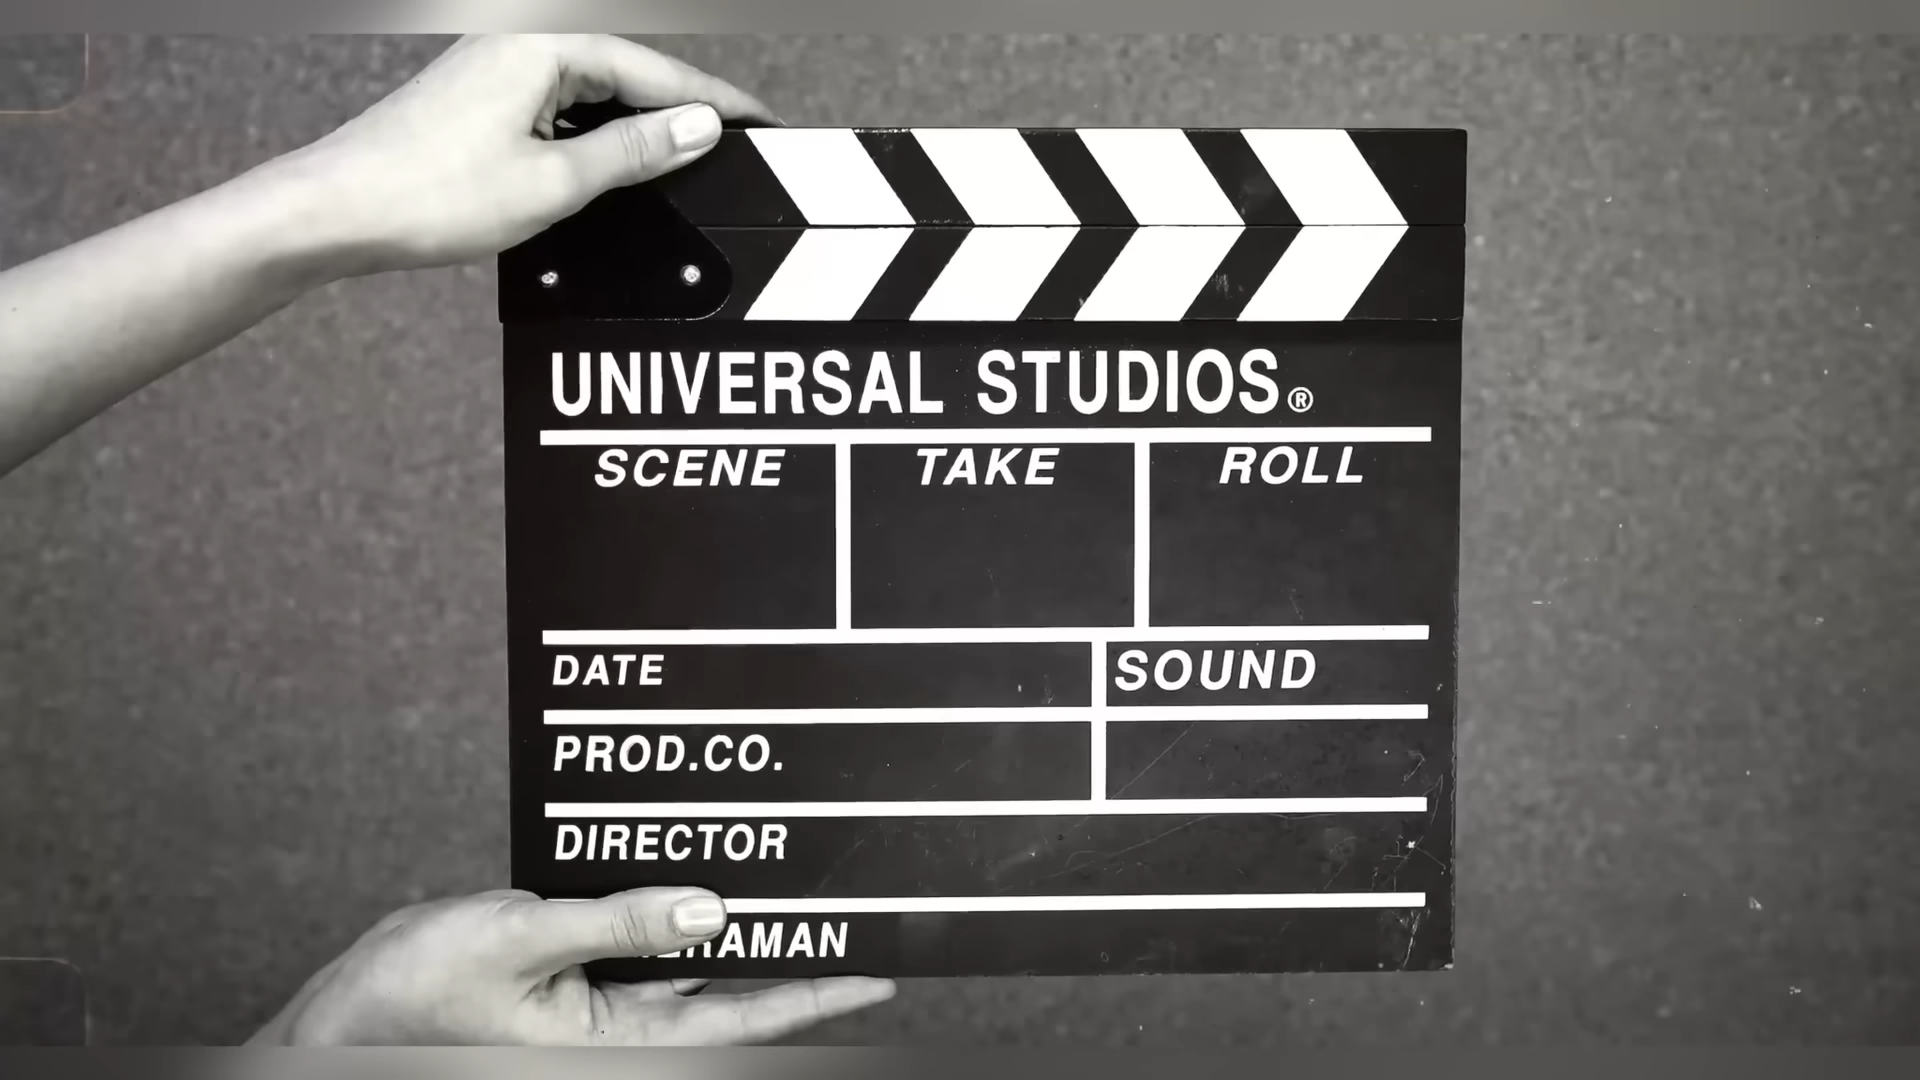 UNIVERSAL STUDIOS®
SCENE TAKE ROLL
DATE SOUND
PROD.CO.
DIRECTOR